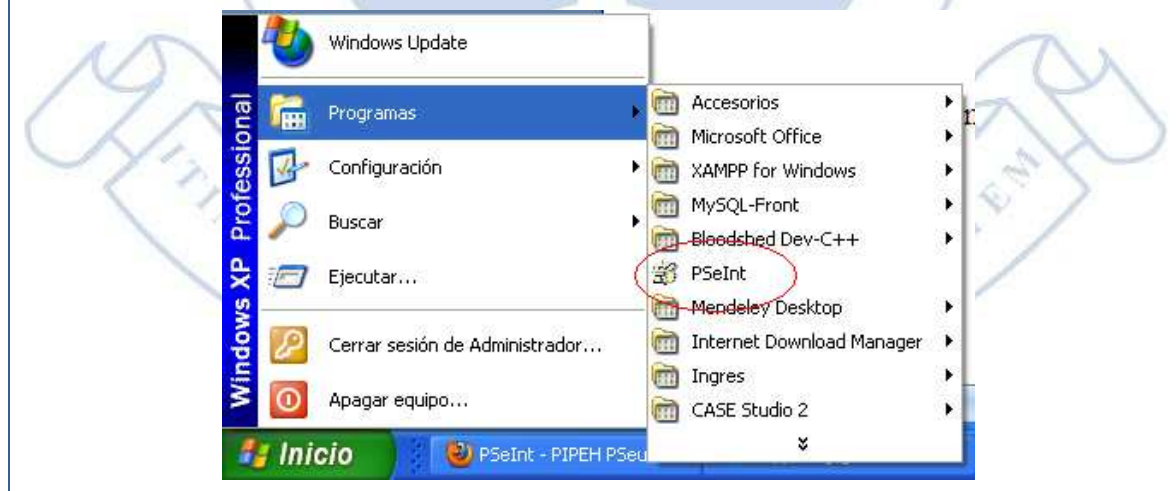 Windows XP Professional
Windows Update
Programas
Configuración
Buscar
Ejecutar...
Cerrar sesión de Administrador...
Apagar equipo...
Accesorios
Microsoft Office
XAMPP for Windows
MySQL-Front
Bloodshed Dev-C++
PSeInt
Mendeley Desktop
Internet Download Manager
Ingres
CASE Studio 2
Inicio
PSeInt - PIPEH PSeu